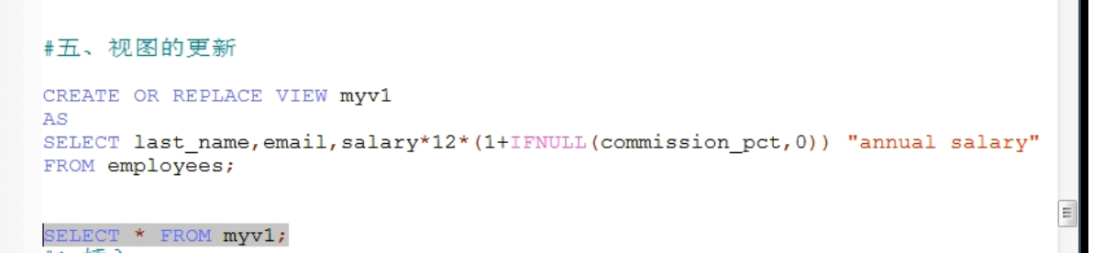 #五、视图的更新
CREATE OR REPLACE VIEW myv1
AS
SELECT last_name,email,salary*12*(1+IFNULL(commission_pct,0)) "annual salary"
FROM employees;
SELECT * FROM myv1;